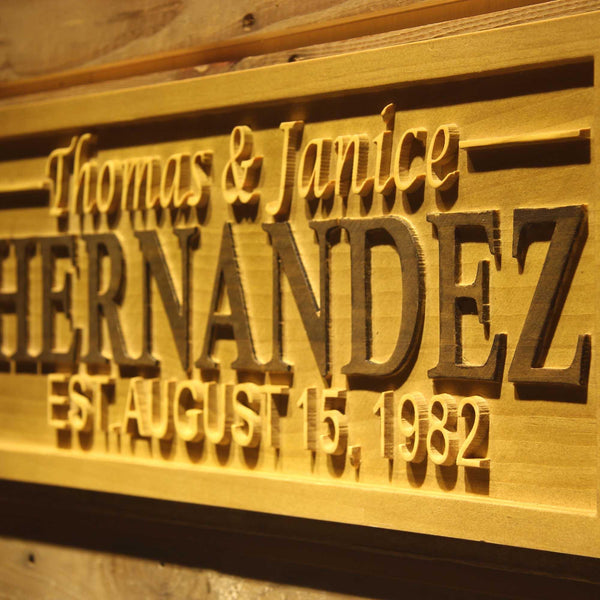 Thomas & Janice
HERNANDEZ
EST. AUGUST 15, 1982